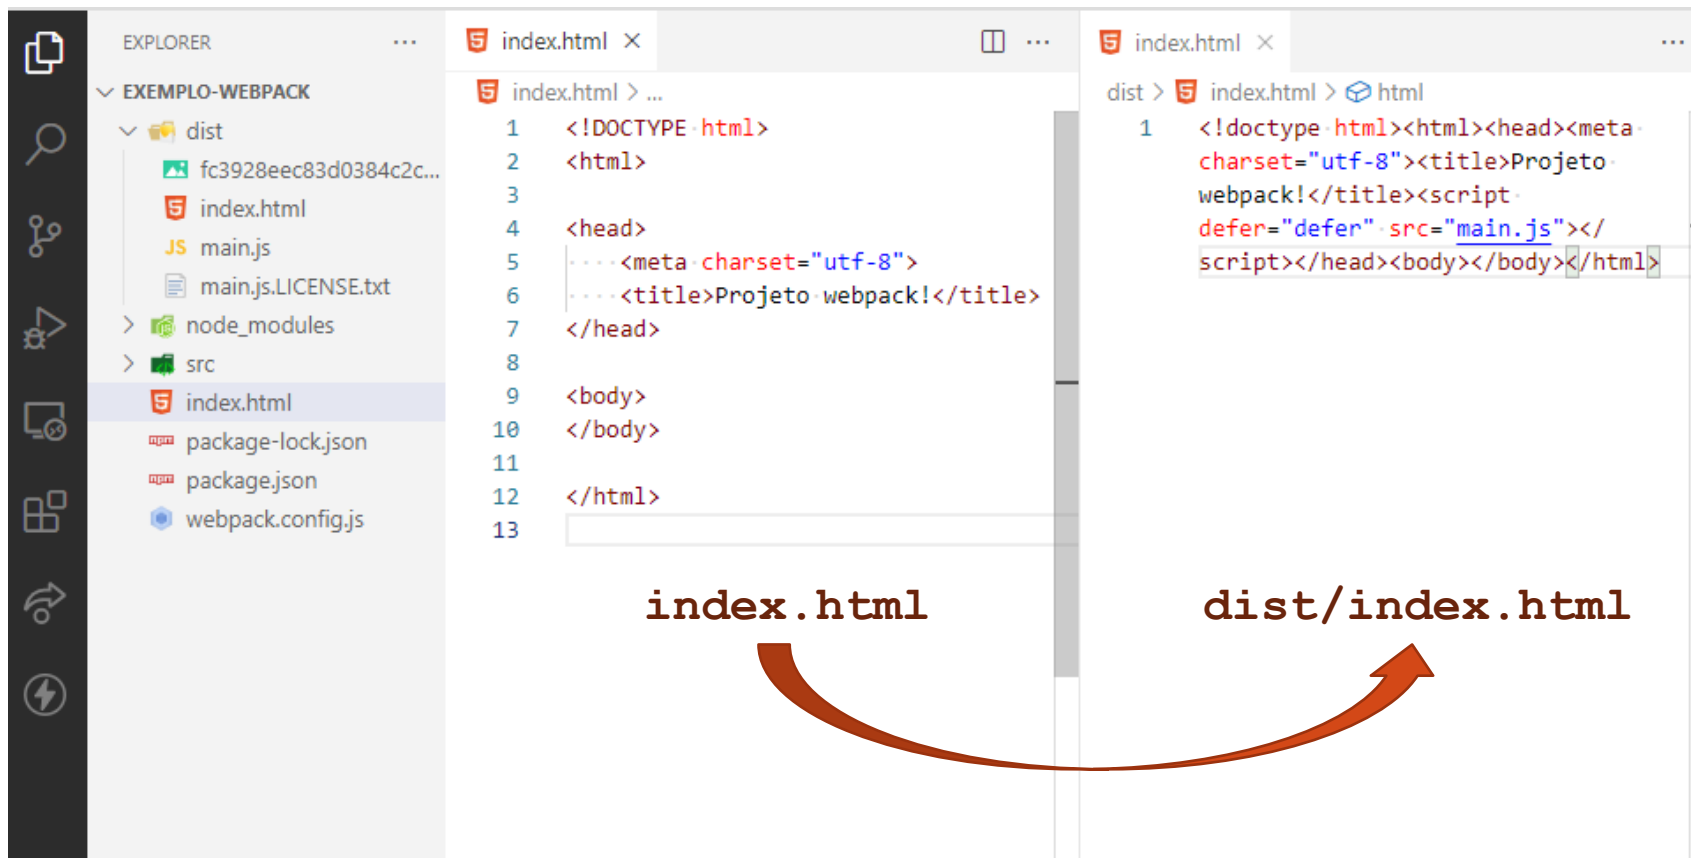 EXPLORER
EXEMPLO-WEBPACK
dist
fc3928eec83d0384c2c...
index.html
JS main.js
main.js.LICENSE.txt
node_modules
src
index.html
package-lock.json
package.json
webpack.config.js
index.html
index.html > ...
1 <!DOCTYPE html>
2 <html>
3
4 <head>
5 <meta charset="utf-8">
6 <title>Projeto webpack!</title>
7 </head>
8
9 <body>
10 </body>
11
12 </html>
13
index.html
dist > index.html > html
1 <!doctype html><html><head><meta
charset="utf-8"><title>Projeto
webpack!</title><script
defer="defer" src="main.js"></
script></head><body></body></html>
index.html
dist/index.html